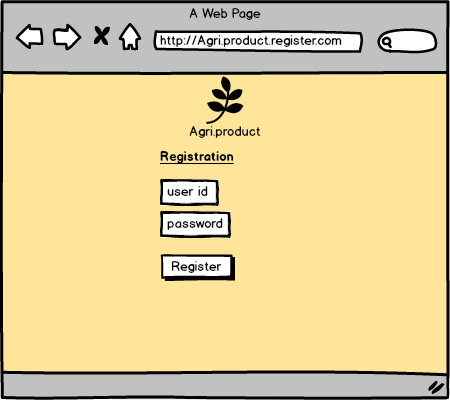 A Web Page
http://Agri.product.register.com
Agri.product
Registration
user id
password
Register